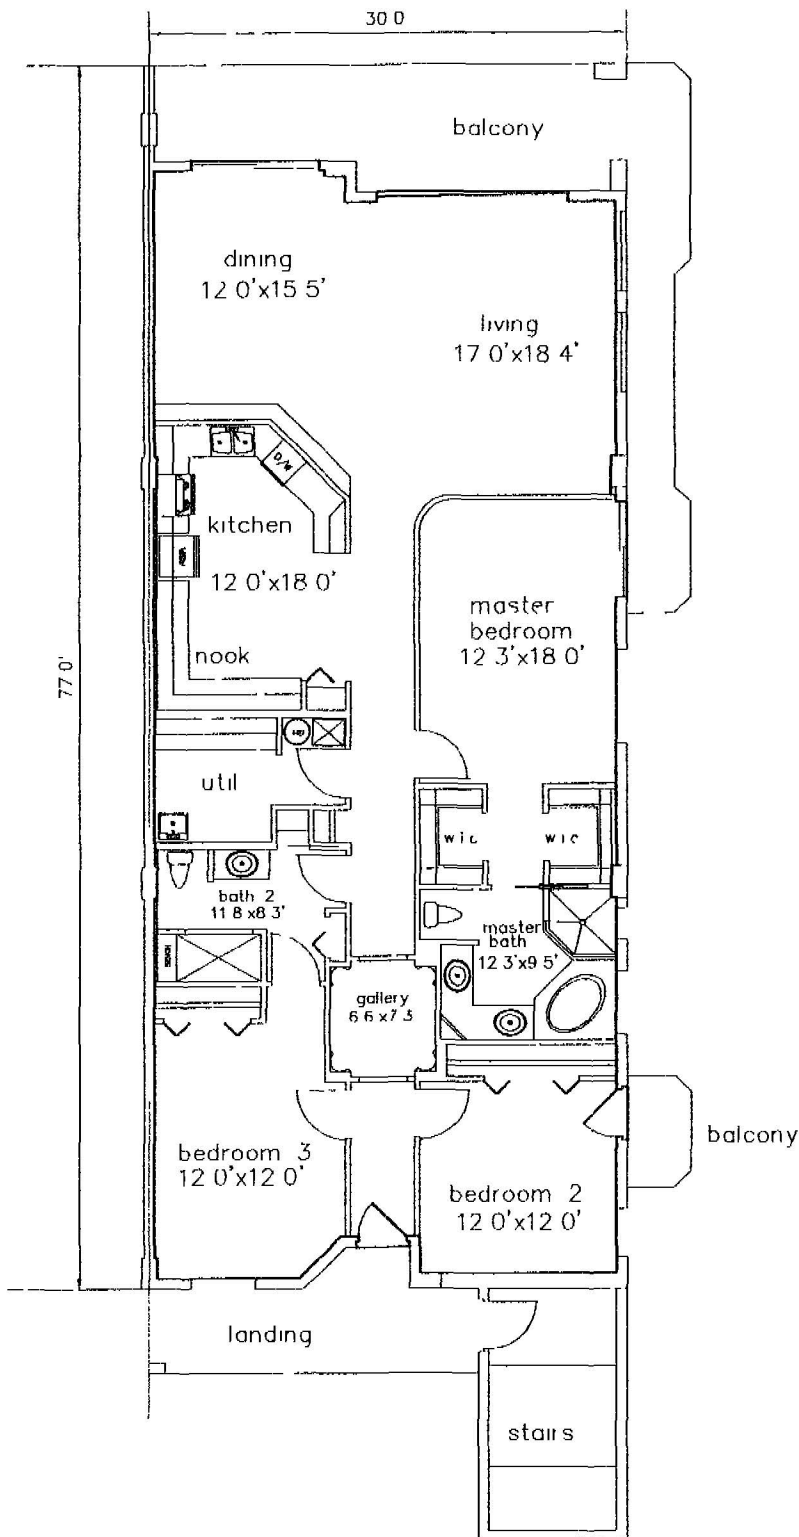 30 0
balcony
dining
12 0'x15 5'
living
17 0'x18 4'
D/W
kitchen
12 0'x18 0'
master
bedroom
12 3'x18 0'
nook
77 0'
util
w i c
w i c
bath 2
11 8 x8 3'
master
bath
12 3'x9 5'
gallery
6 6 x7 3
bedroom 3
12 0'x12 0'
balcony
bedroom 2
12 0'x12 0'
landing
stairs